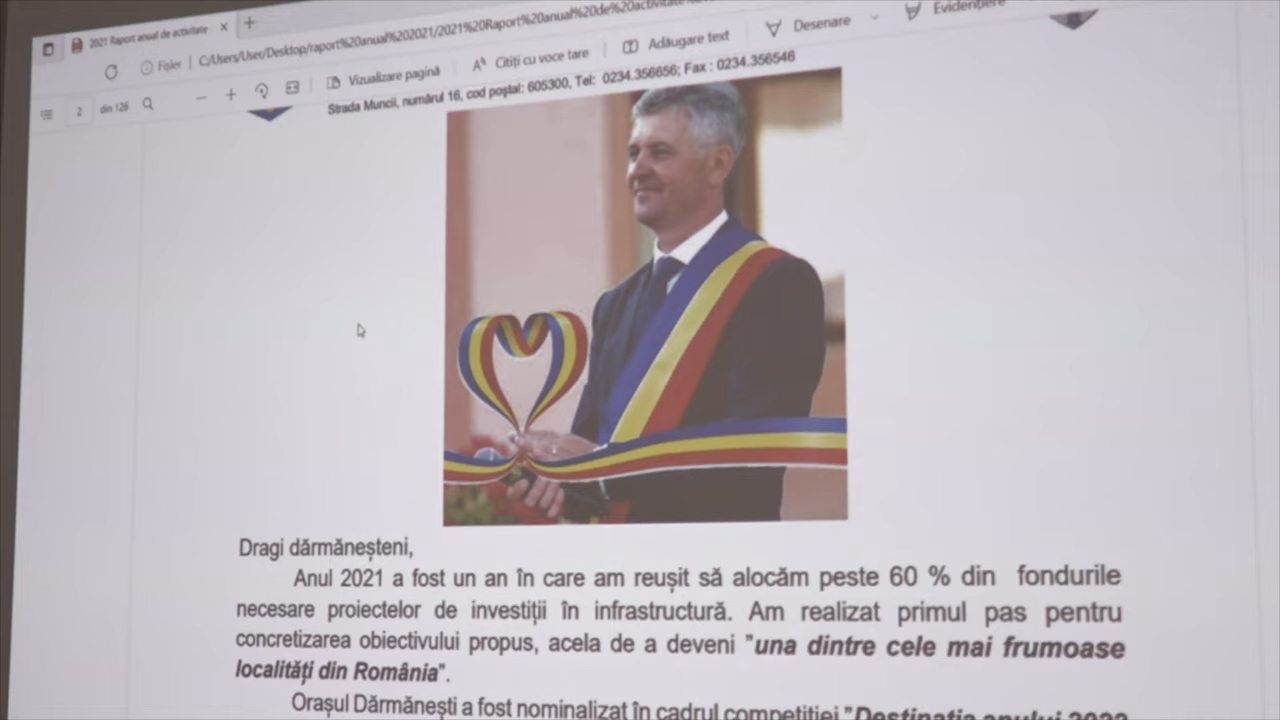 2021 Raport anual de activitate
Fișier | C:/Users/User/Desktop/raport%20anual%202021/2021%20Raport%20anual%20de%20activitate
2 din 126 Vizualizare pagină Citiți cu voce tare Adăugare text Desenare Evidențiere
Strada Muncii, numărul 16, cod poștal: 605300, Tel: 0234.356656; Fax : 0234.356546
Dragi dărmăneșteni,
Anul 2021 a fost un an în care am reușit să alocăm peste 60 % din fondurile
necesare proiectelor de investiții în infrastructură. Am realizat primul pas pentru
concretizarea obiectivului propus, acela de a deveni "una dintre cele mai frumoase
localități din România".
Orașul Dărmănești a fost nominalizat în cadrul competiției "Destinația anului 2022